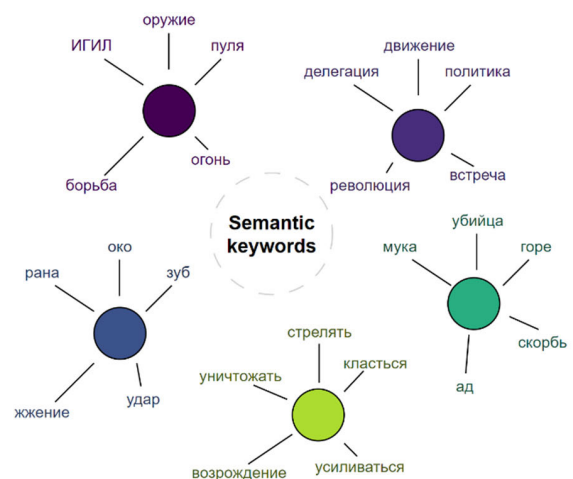 оружие
ИГИЛ
пуля
огонь
борьба
движение
делегация
политика
революция
встреча
Semantic
keywords
убийца
мука
горе
скорбь
ад
око
рана
зуб
жжение
удар
стрелять
класться
уничтожать
возрождение
усиливаться